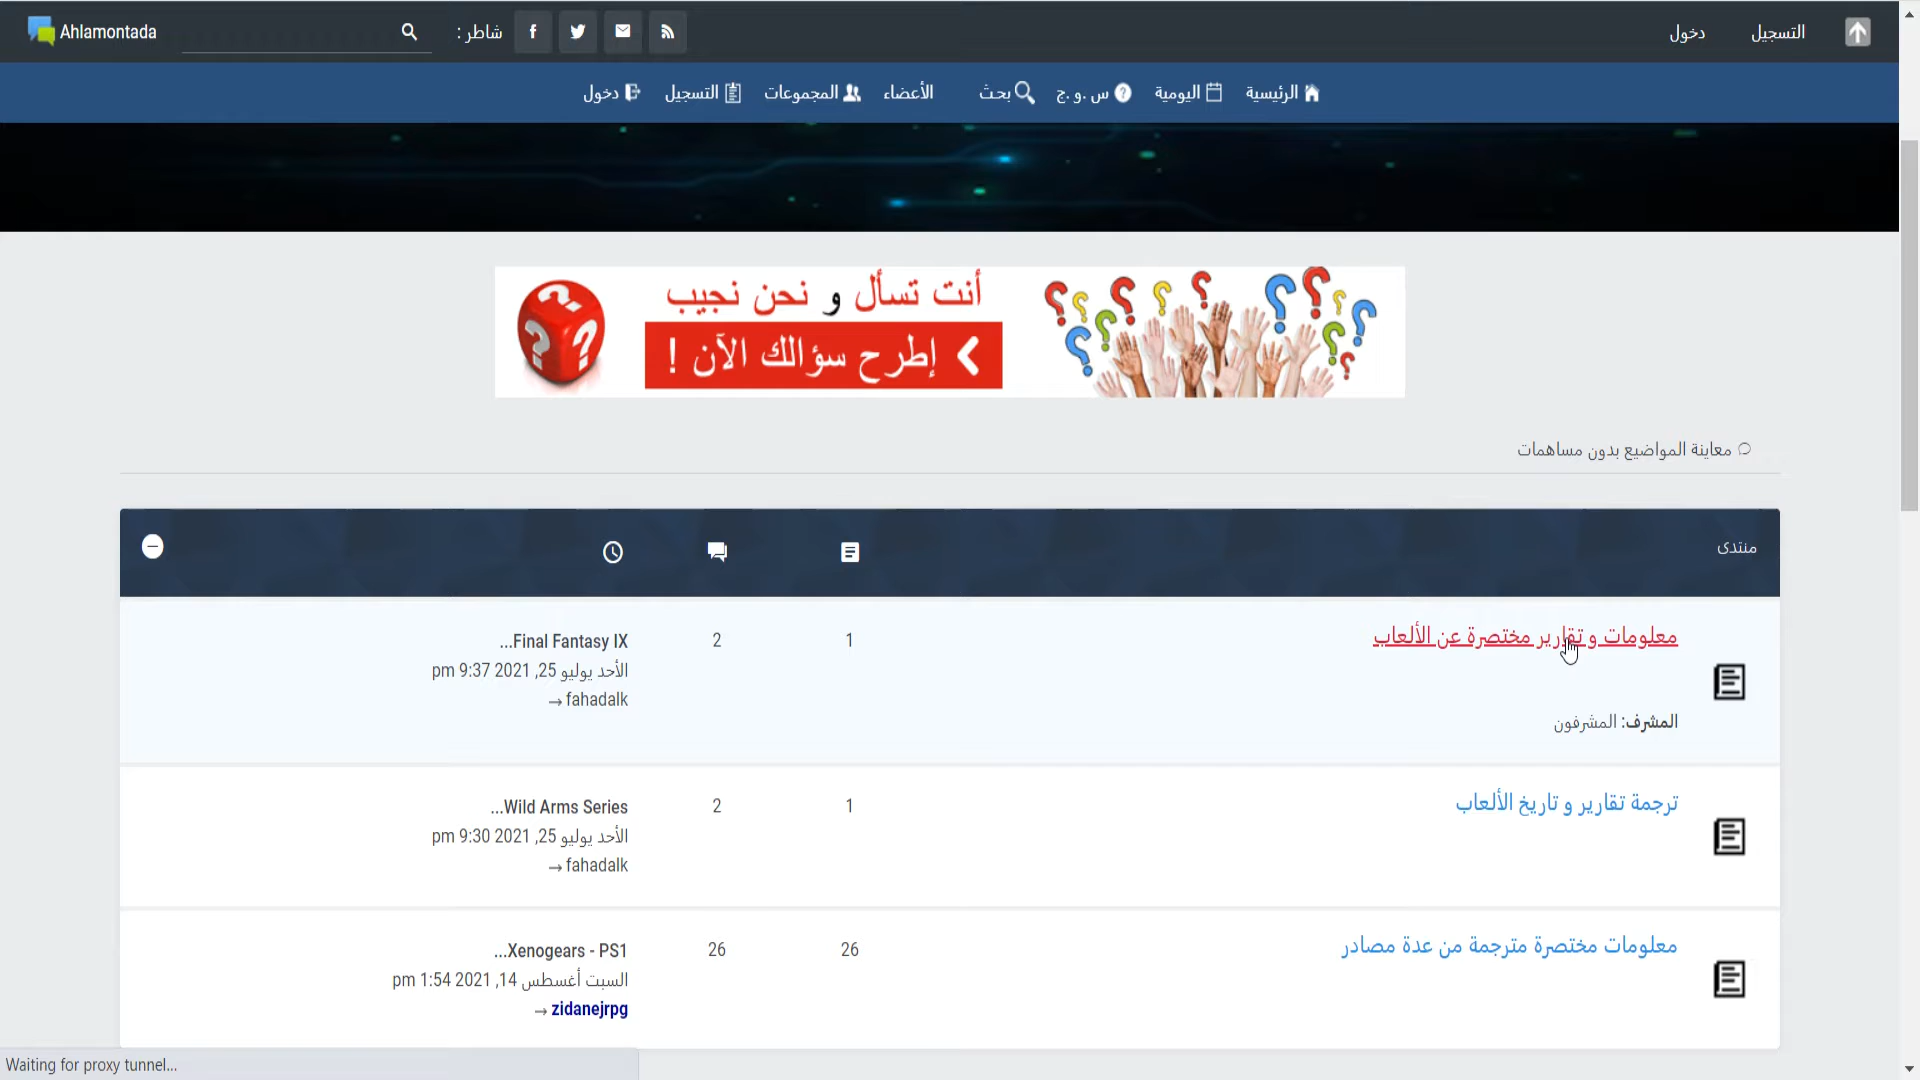 Ahlamontada
شاطر :
دخول
التسجيل
الرئيسية
اليومية
س .و .ج
بحث
الأعضاء
المجموعات
التسجيل
دخول
أنت تسأل و نحن نجيب
إطرح سؤالك الآن !
معاينة المواضيع بدون مساهمات
منتدى
معلومات و تقارير مختصرة عن الألعاب
المشرف: المشرفون
1
2
...Final Fantasy IX
الأحد يوليو 25, 2021 9:37 pm
fahadalk →
ترجمة تقارير و تاريخ الألعاب
1
2
...Wild Arms Series
الأحد يوليو 25, 2021 9:30 pm
fahadalk →
معلومات مختصرة مترجمة من عدة مصادر
26
26
...Xenogears - PS1
السبت أغسطس 14, 2021 1:54 pm
zidanejrpg →
Waiting for proxy tunnel...